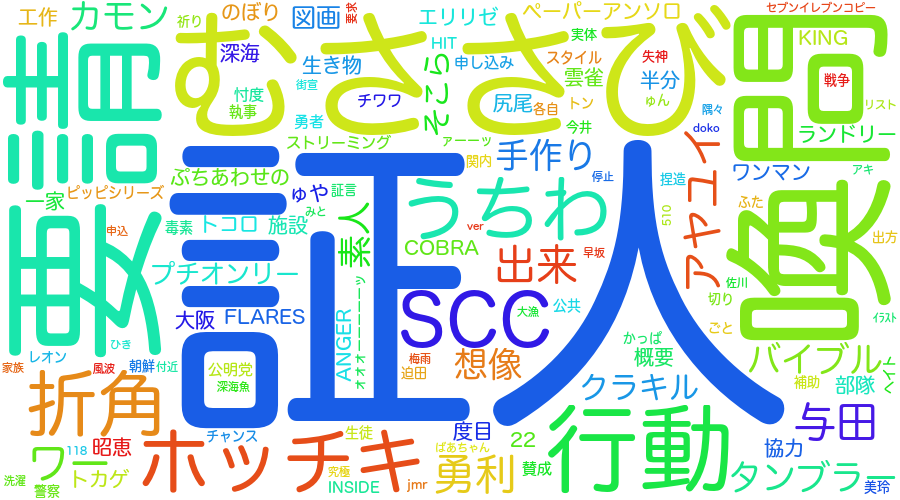 工作
カモン
祈り
のぼり
図画
要求
エリリゼ
ペーパーアンソロ
セブンイレブンコピー
要請
むささび
喚問
深海
HIT
生き物
そこら
申し込み
実体
スタイル
雲雀
失神
半分
KING
戦争
街宣
忖度
執事
チワワ
尻尾
各自
トン
ゅん
隅々
リスト
勇者
今井
doko
ランドリー
ストリーミング
アーーッ
関内
手作り
ワンマン
アキ
ぷちあわせの
停止
一家
ピッピシリーズ
ゅや
証言
捏造
アヤユイ
みと
うちわ
ふた
510
毒素
トコロ
施設
素人
申込
ver
COBRA
出来
早坂
出方
プチオンリー
佐川
切り
証人
SCC
大阪
FLARES
ANGER
オオオーーーーーッ
大漁
公共
ごと
ｲﾗｽﾄ
ひき
かっぱ
レオン
朝鮮
付近
梅雨
想像
概要
バイブル
家族
風波
公明党
深海魚
迫田
クラキル
補助
部隊
ヘイト
折角
行動
与田
118
昭恵
チャンス
生徒
度目
22
協力
ワー
ホッチキ
ばあちゃん
勇利
賛成
タンブラー
洗濯
警察
トカゲ
究極
INSIDE
jmr
美玲